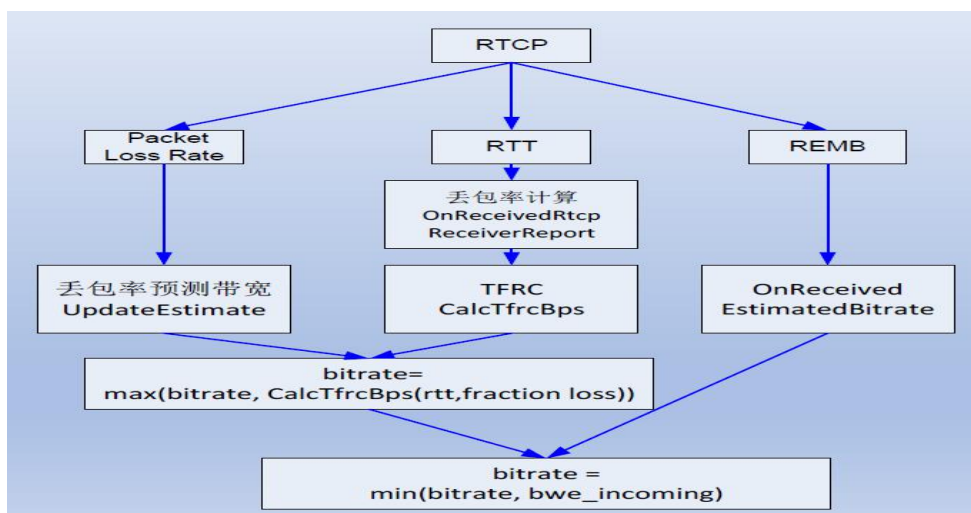 RTCP
Packet
Loss Rate
RTT
REMB
丢包率计算
OnReceivedRtcp
ReceiverReport
丢包率预测带宽
UpdateEstimate
TFRC
CalcTfrcBps
OnReceived
EstimatedBitrate
bitrate=
max(bitrate, CalcTfrcBps(rtt,fraction loss))
bitrate =
min(bitrate, bwe_incoming)